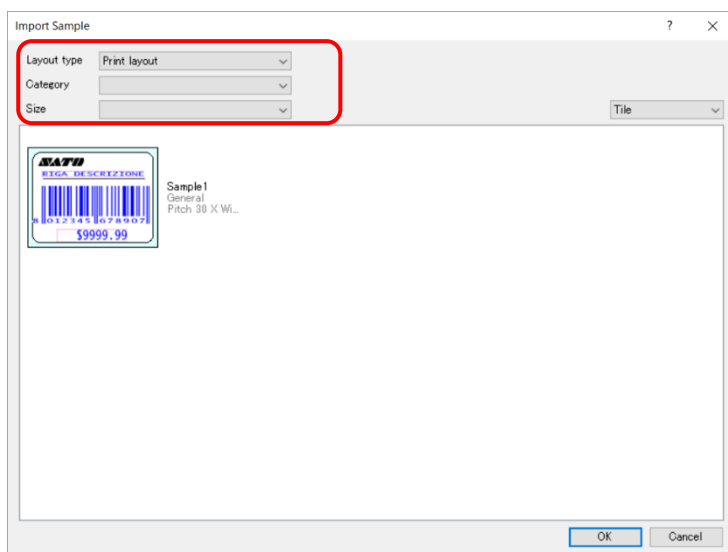 Import Sample
Layout type Print layout
Category
Size
Tile
SATO
RIGA DESCRIZIONE
8 012345 678907
$9999.99
Sample1
General
Pitch 30 X Wi...
OK Cancel